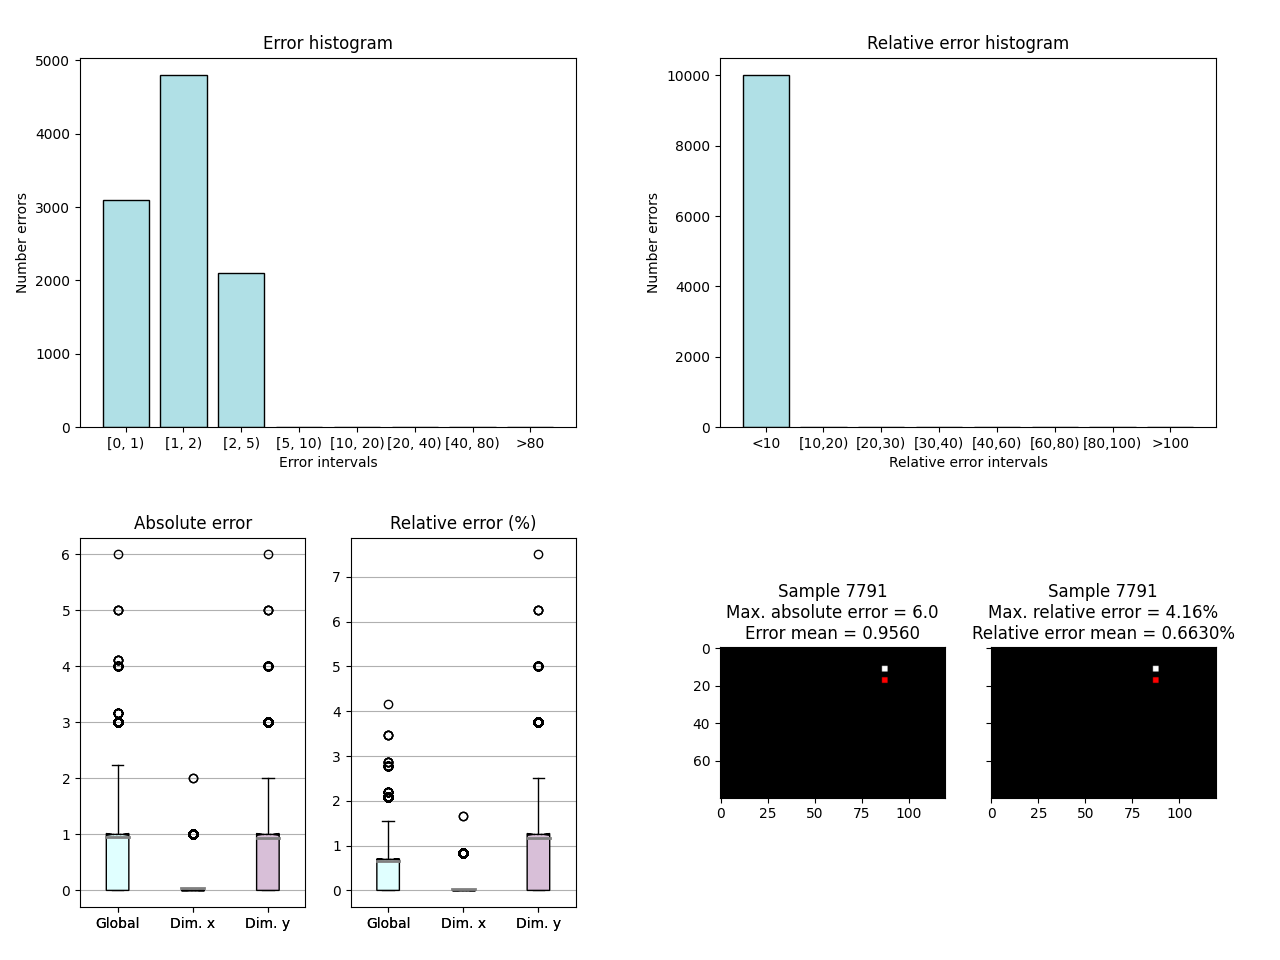 Error histogram
Number errors
5000
4000
3000
2000
1000
0
[0, 1)
[1, 2)
[2, 5)
[5, 10)
[10, 20)
[20, 40)
[40, 80)
>80
Error intervals
Relative error histogram
Number errors
10000
8000
6000
4000
2000
0
<10
[10,20)
[20,30)
[30,40)
[40,60)
[60,80)
[80,100)
>100
Relative error intervals
Absolute error
6
5
4
3
2
1
0
Global
Dim. x
Dim. y
Relative error (%)
7
6
5
4
3
2
1
0
Global
Dim. x
Dim. y
Sample 7791
Max. absolute error = 6.0
Error mean = 0.9560
0
20
40
60
0
25
50
75
100
Sample 7791
Max. relative error = 4.16%
Relative error mean = 0.6630%
0
25
50
75
100